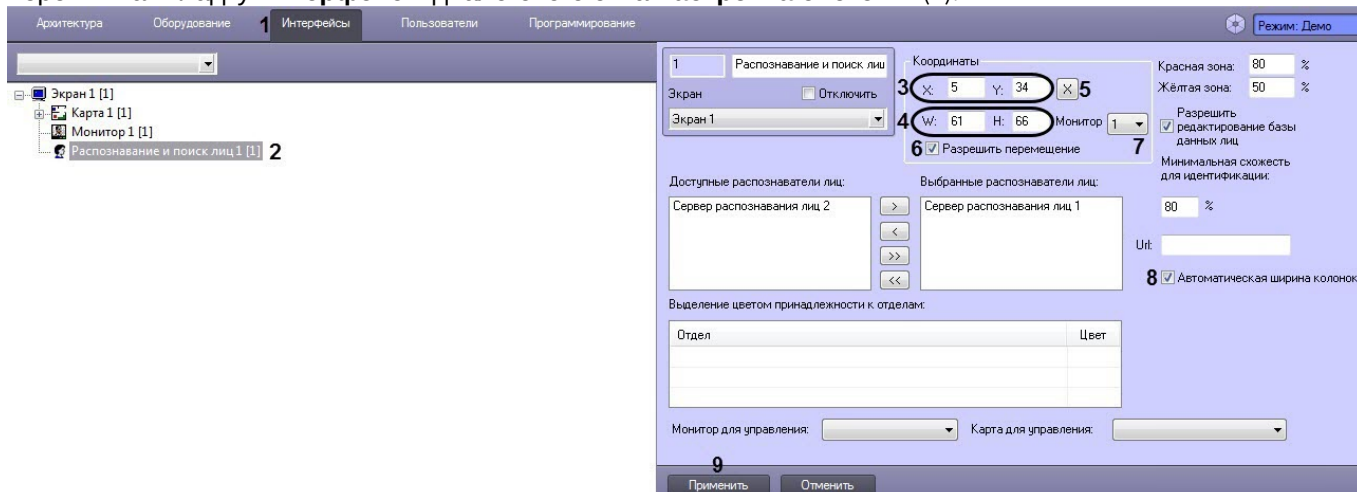 Архитектура Оборудование 1 Интерфейсы Пользователи Программирование Режим: Демо
Экран 1 [1]
Карта 1 [1]
Монитор 1 [1]
Распознавание и поиск лиц 1 [1] 2
1 Распознавание и поиск лиц
Экран Отключить
Экран 1
Координаты
3 X: 5 Y: 34 X 5
4 W: 61 H: 66 Монитор 1
6 Разрешить перемещение 7
Красная зона: 80 %
Жёлтая зона: 50 %
Разрешить
редактирование базы
данных лиц
Минимальная схожесть
для идентификации:
80 %
Url:
8 Автоматическая ширина колонок
Доступные распознаватели лиц:
Сервер распознавания лиц 2
>
<
>>
<<
Выбранные распознаватели лиц:
Сервер распознавания лиц 1
Выделение цветом принадлежности к отделам:
Отдел Цвет
Монитор для управления: Карта для управления:
9
Применить Отменить